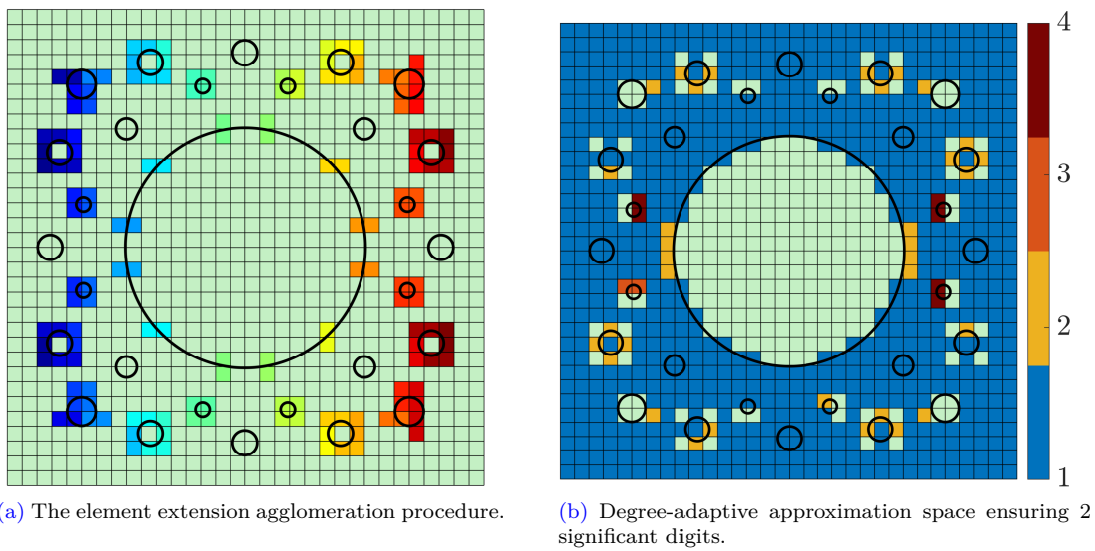 4
3
2
1
(a) The element extension agglomeration procedure.
(b) Degree-adaptive approximation space ensuring 2
significant digits.